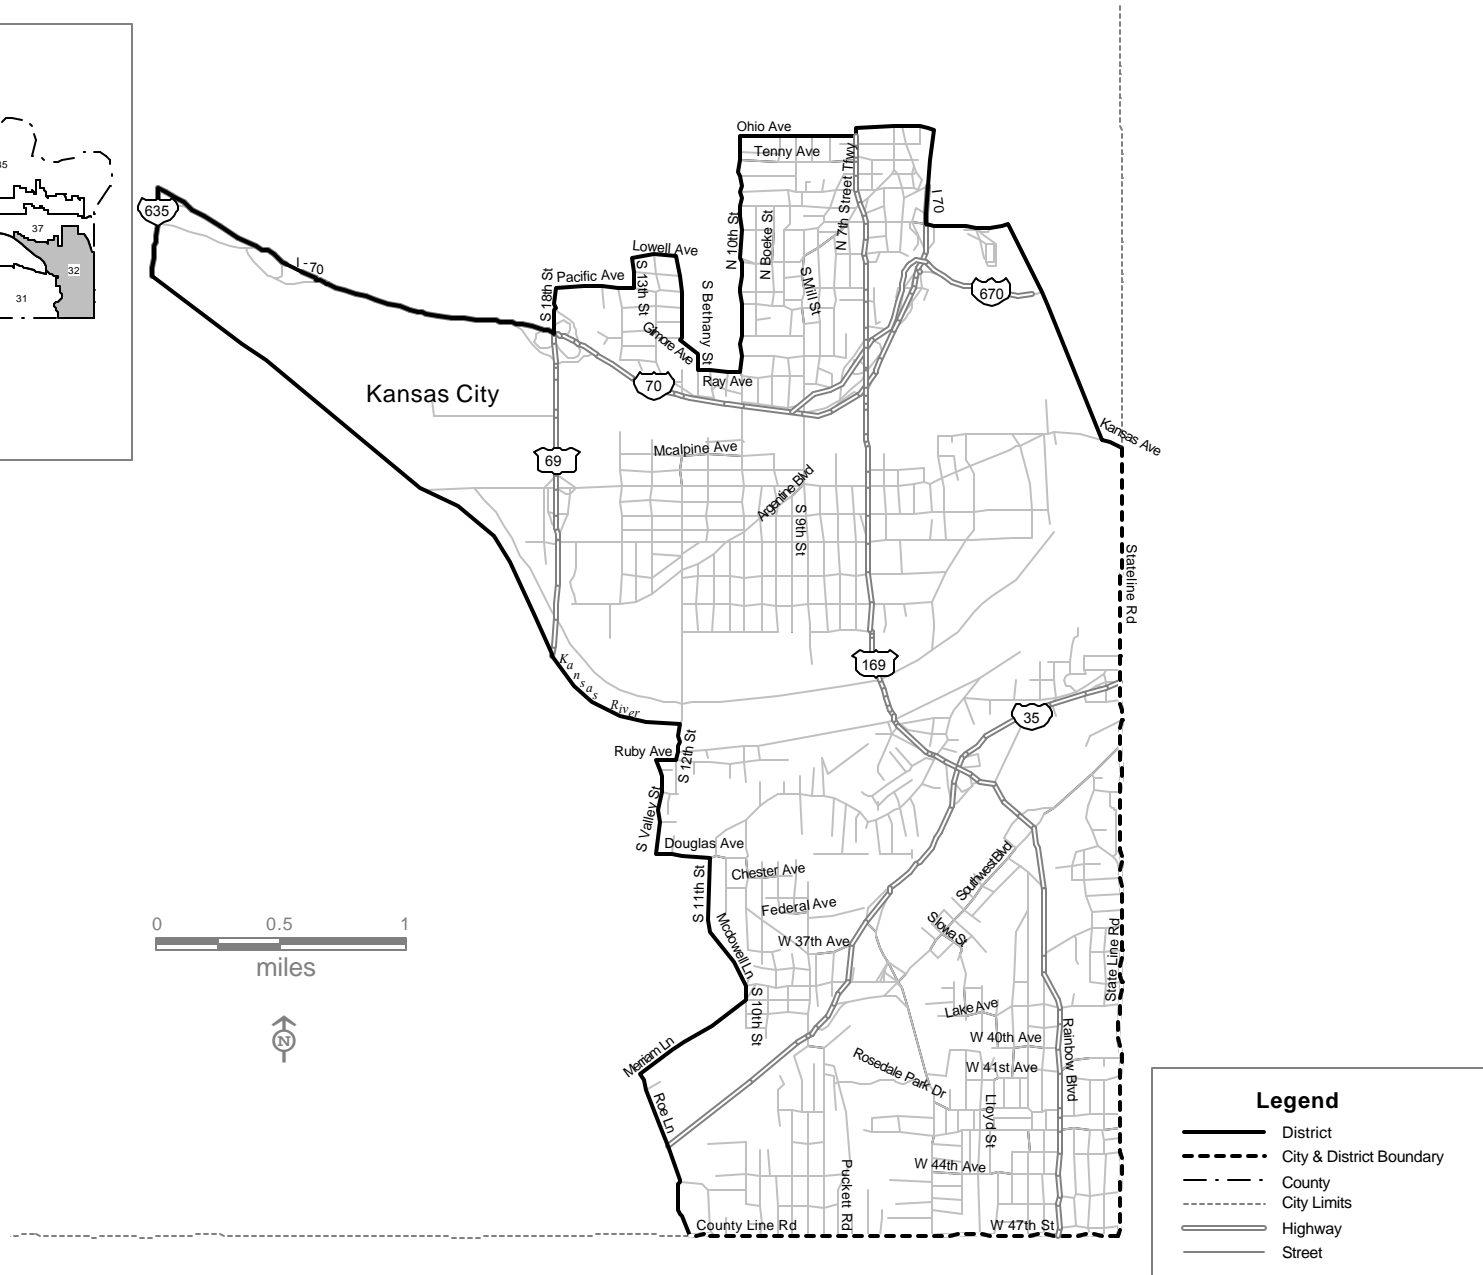 35
37
32
31
Ohio Ave
Tenny Ave
N 7th Street Tfwy
I 70
635
I -70
N 10th St
N Boeke St
S Mill St
Lowell Ave
Pacific Ave
S 18th St
S 13th St
S Bethany St
Gilmore Ave
670
70
Ray Ave
Kansas City
Kansas Ave
Mcalpine Ave
69
Argentine Blvd
S 9th St
Stateline Rd
169
Kansas River
35
Ruby Ave
S 12th St
S Valley St
Douglas Ave
Chester Ave
Southwest Blvd
S 11th St
Federal Ave
S Iowa St
0 0.5 1
miles
Mcdowell Ln
W 37th Ave
State Line Rd
N
S 10th St
Lake Ave
W 40th Ave
Rainbow Blvd
Merriam Ln
Rosedale Park Dr
W 41st Ave
Roe Ln
Lloyd St
W 44th Ave
Puckett Rd
County Line Rd
W 47th St
Legend
District
City & District Boundary
County
City Limits
Highway
Street